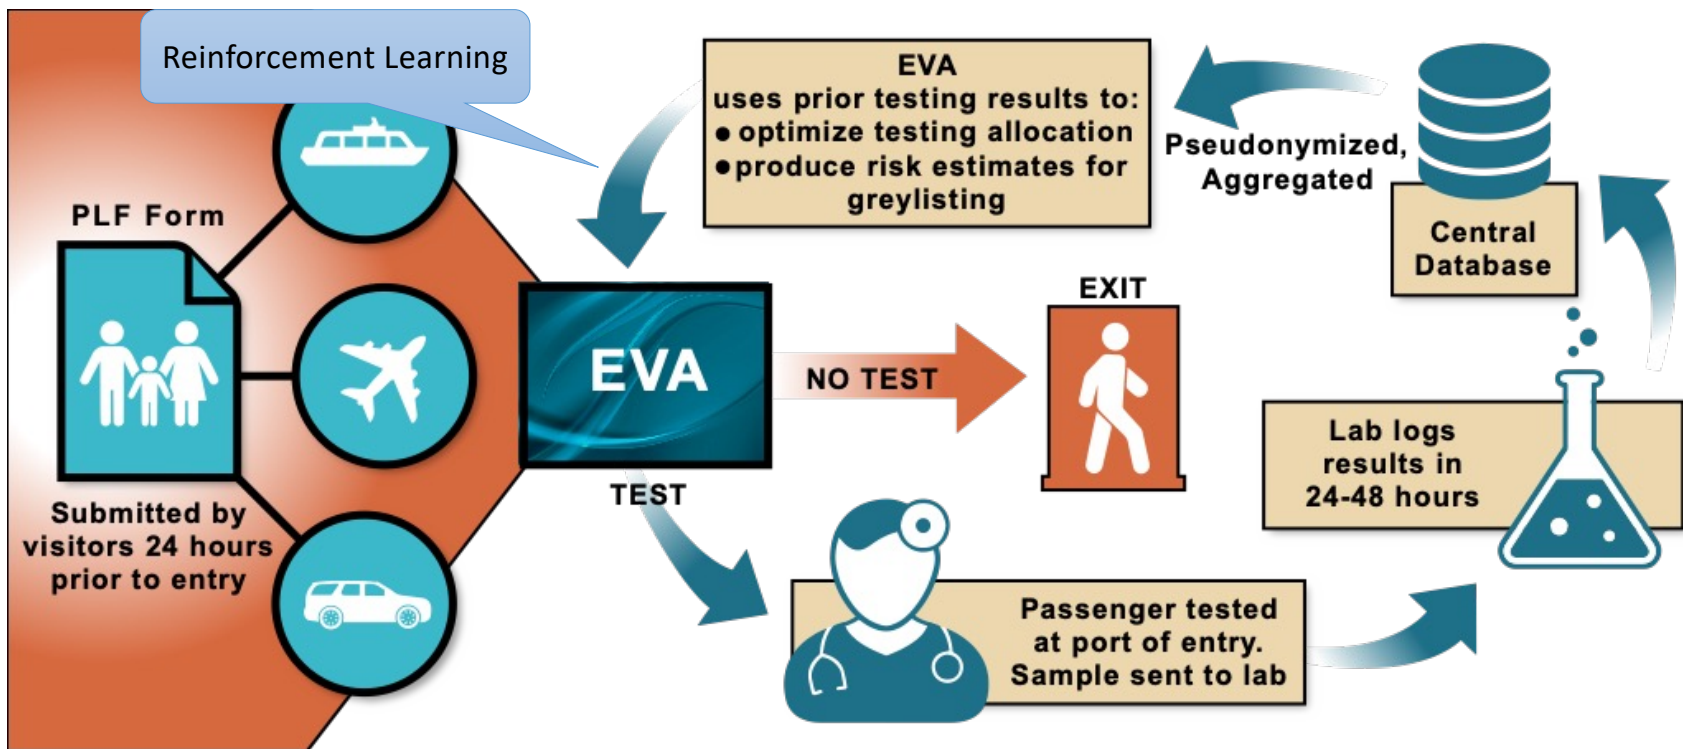 Reinforcement Learning
PLF Form
Submitted by
visitors 24 hours
prior to entry
EVA
uses prior testing results to:
● optimize testing allocation
● produce risk estimates for
greylisting
EVA
NO TEST
EXIT
TEST
Passenger tested
at port of entry.
Sample sent to lab
Lab logs
results in
24-48 hours
Central
Database
Pseudonymized,
Aggregated